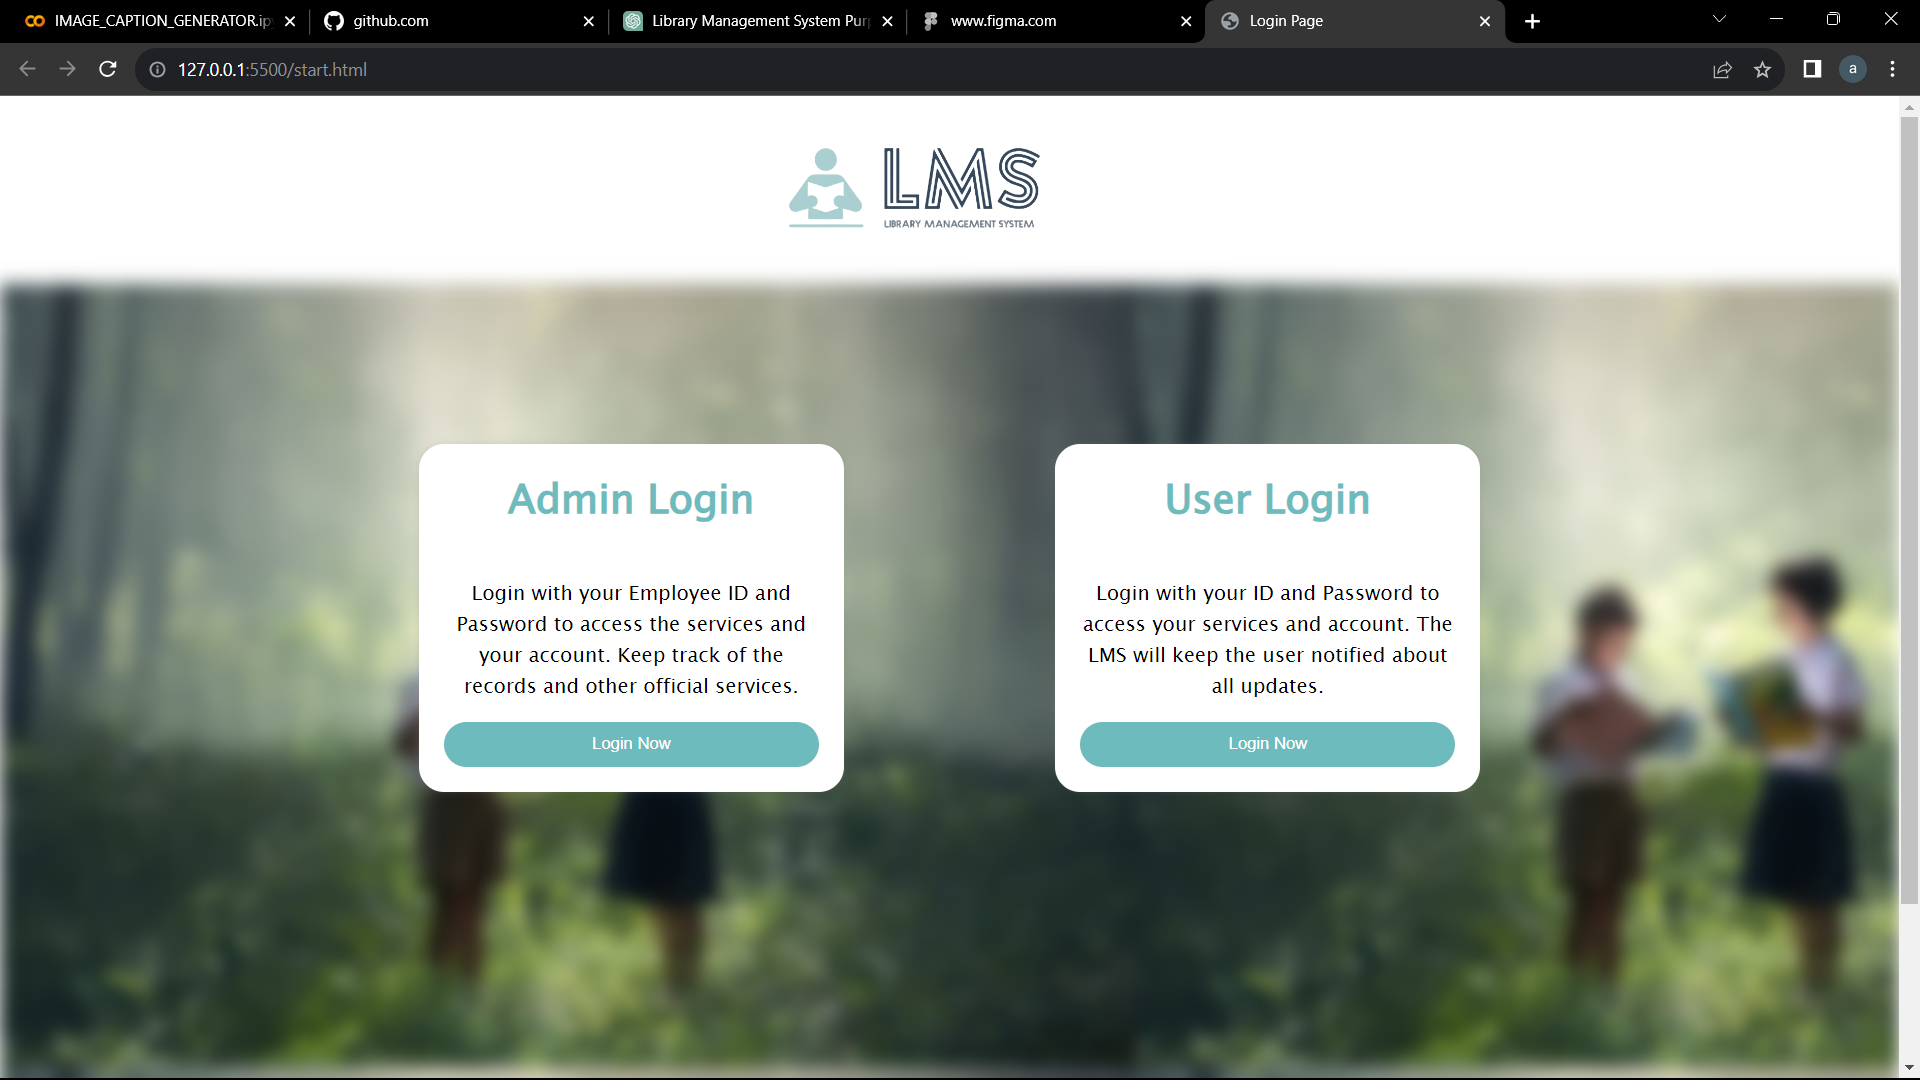 IMAGE_CAPTION_GENERATOR.ip
github.com
Library Management System Pur
www.figma.com
Login Page
127.0.0.1:5500/start.html
a
LMS
LIBRARY MANAGEMENT SYSTEM
Admin Login
Login with your Employee ID and
Password to access the services and
your account. Keep track of the
records and other official services.
Login Now
User Login
Login with your ID and Password to
access your services and account. The
LMS will keep the user notified about
all updates.
Login Now